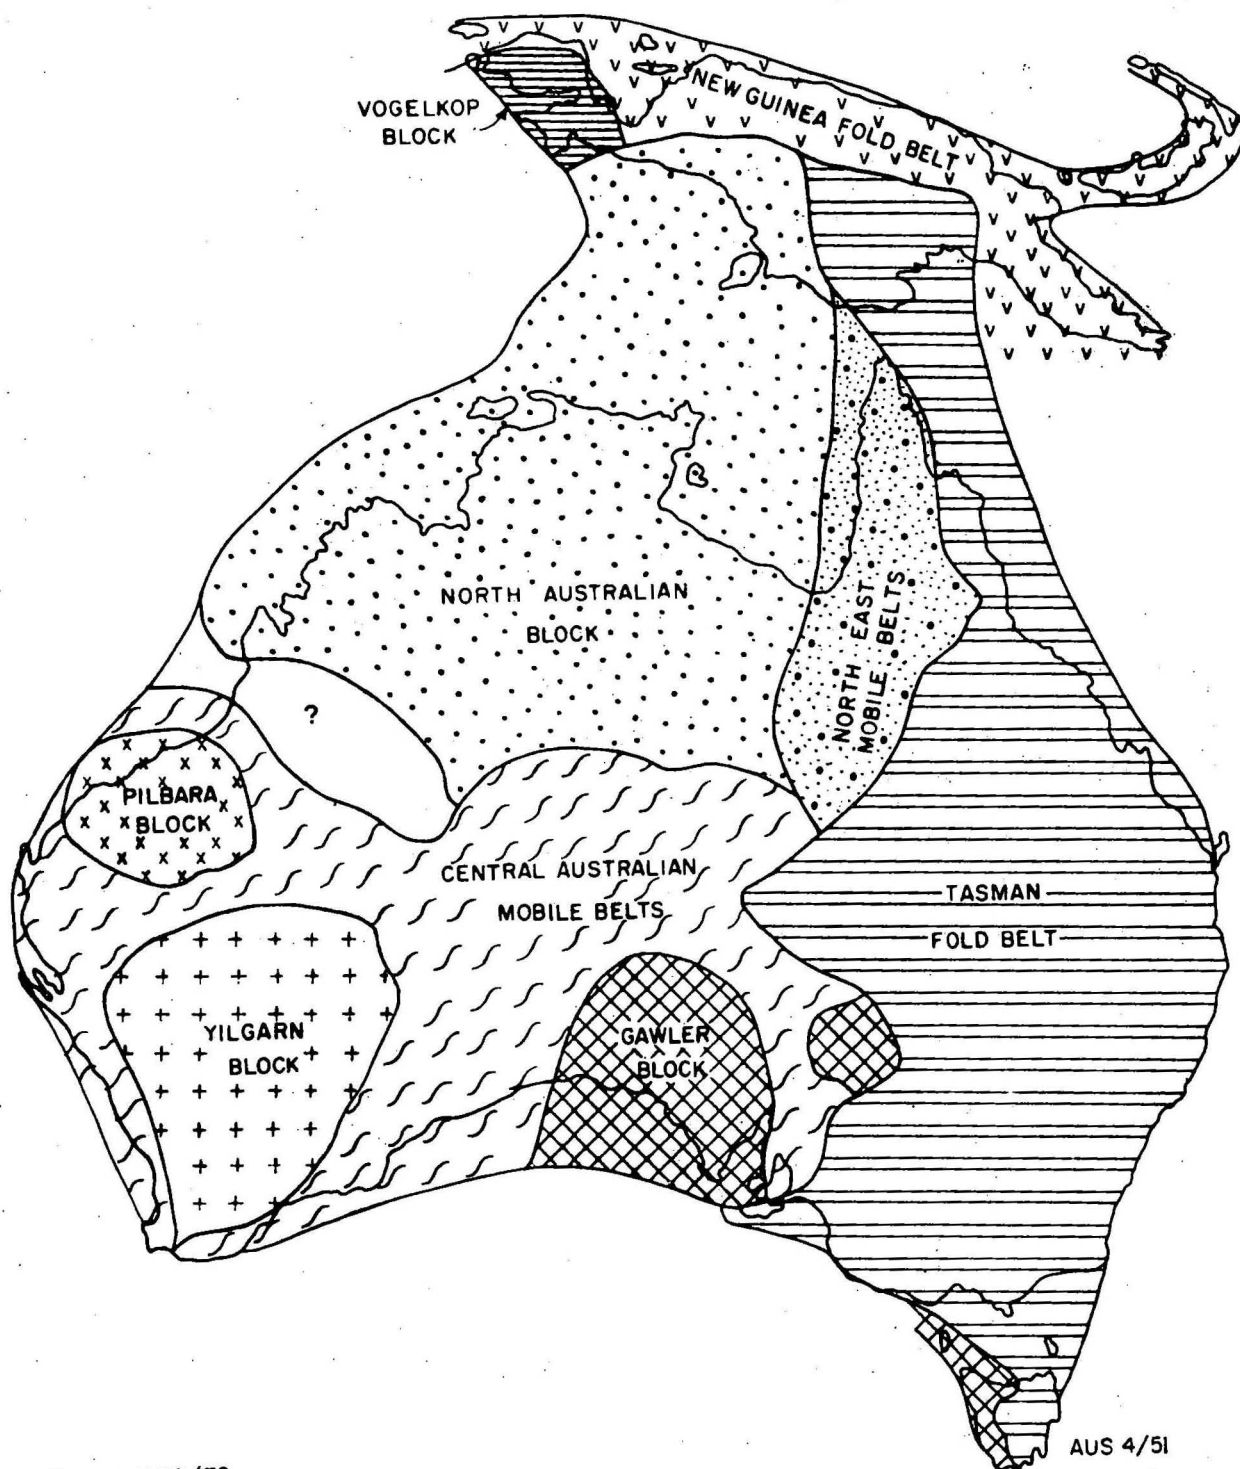 VOGELKOP
BLOCK
NEW GUINEA FOLD BELT
NORTH AUSTRALIAN
BLOCK
NORTH EAST
MOBILE BELTS
?
PILBARA
BLOCK
CENTRAL AUSTRALIAN
MOBILE BELTS
TASMAN
FOLD BELT
YILGARN
BLOCK
GAWLER
BLOCK
AUS 4/51